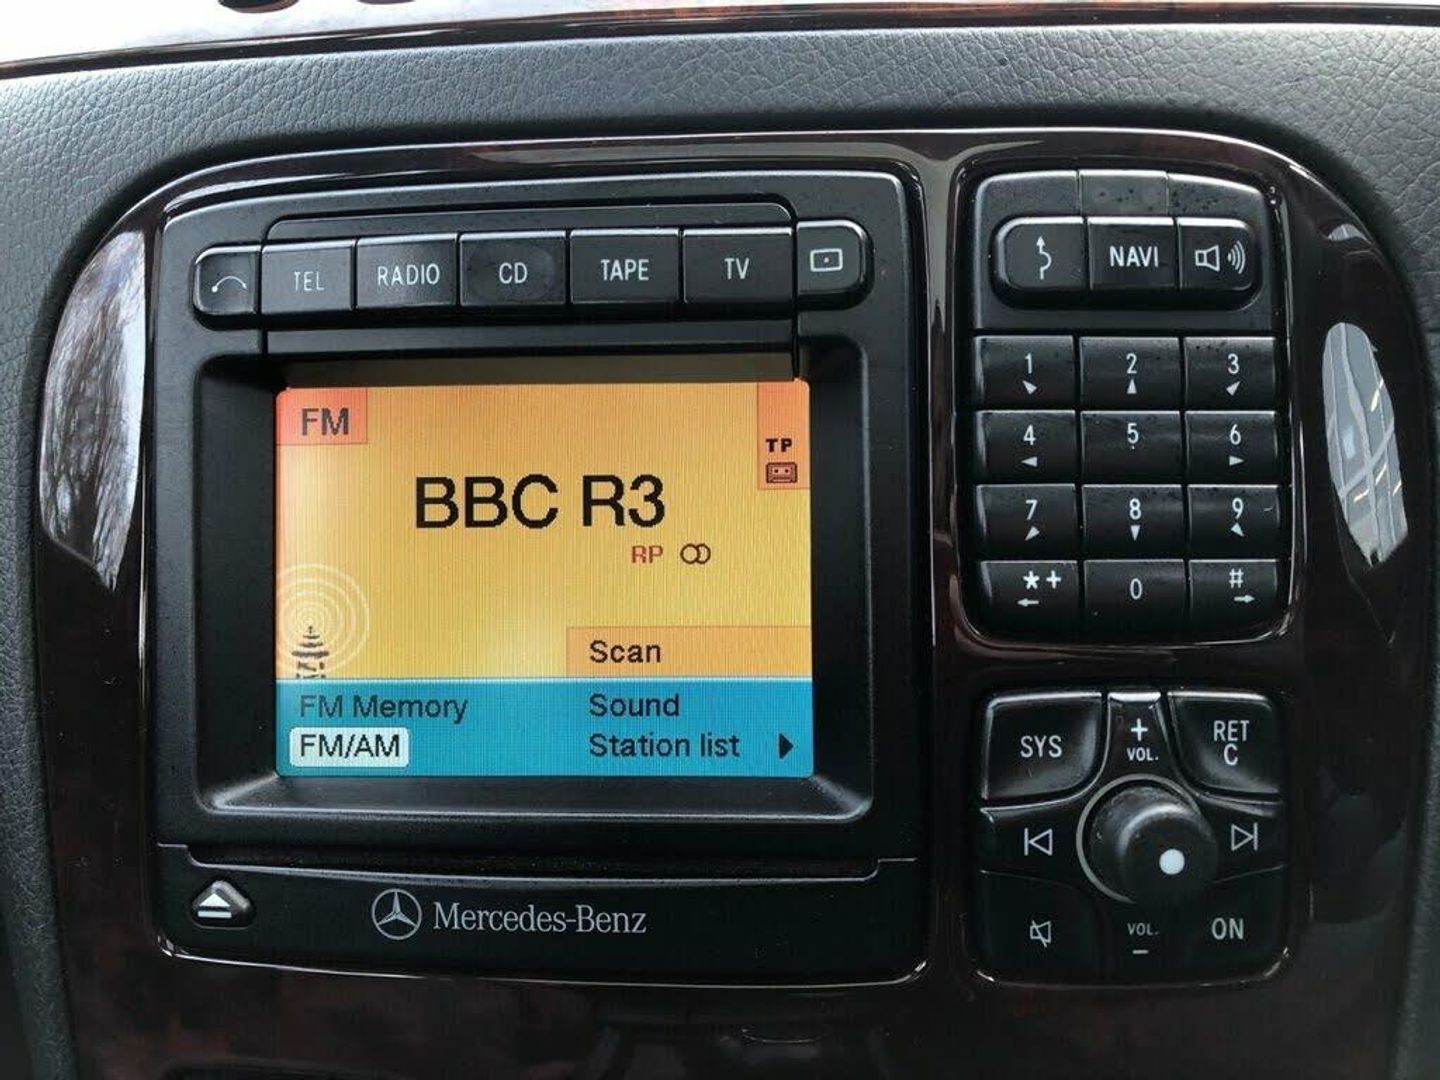 TEL RADIO CD TAPE TV
NAVI
FM
TP
BBC R3
RP
Scan
FM Memory
Sound
FM/AM
Station list
Mercedes-Benz
1 2 3
4 5 6
7 8 9
*+ 0 #
SYS
+
VOL.
RET
C
VOL.
−
ON